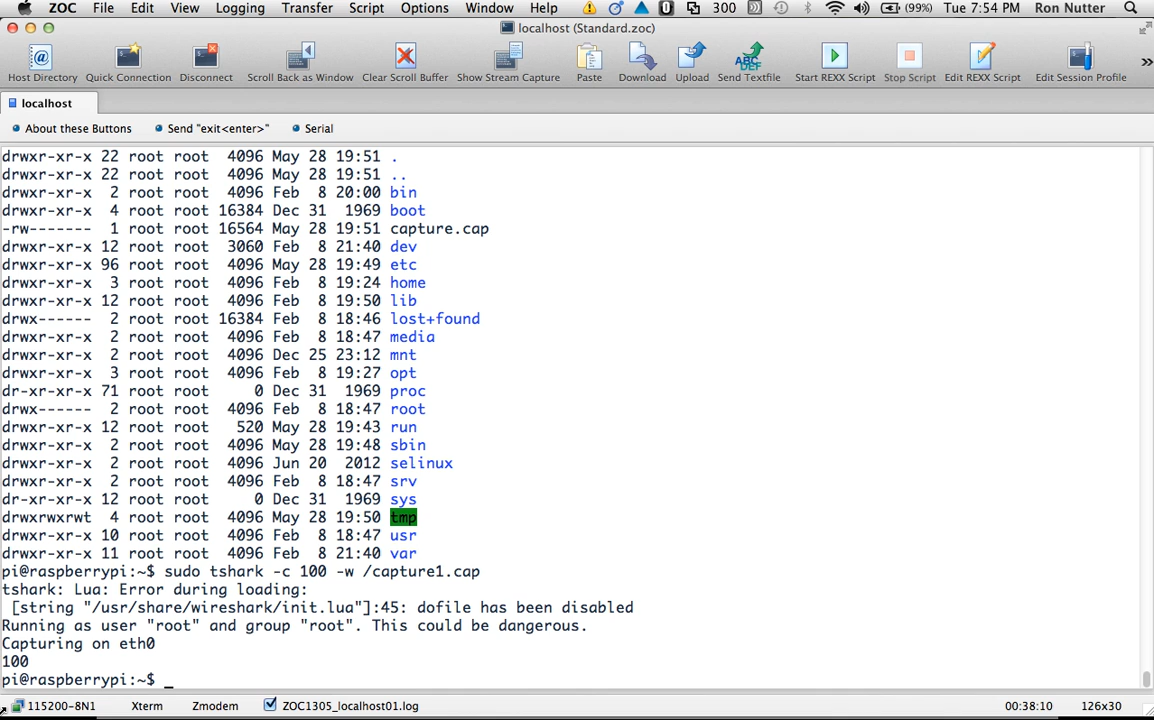 ZOC File Edit View Logging Transfer Script Options Window Help 300 (99%) Tue 7:54 PM Ron Nutter
localhost (Standard.zoc)
Host Directory Quick Connection Disconnect Scroll Back as Window Clear Scroll Buffer Show Stream Capture Paste Download Upload ABC DEF Send Textfile Start REXX Script Stop Script Edit REXX Script Edit Session Profile »
localhost
About these Buttons Send "exit<enter>" Serial
drwxr-xr-x 22 root root 4096 May 28 19:51 .
drwxr-xr-x 22 root root 4096 May 28 19:51 ..
drwxr-xr-x 2 root root 4096 Feb 8 20:00 bin
drwxr-xr-x 4 root root 16384 Dec 31 1969 boot
-rw------- 1 root root 16564 May 28 19:51 capture.cap
drwxr-xr-x 12 root root 3060 Feb 8 21:40 dev
drwxr-xr-x 96 root root 4096 May 28 19:49 etc
drwxr-xr-x 3 root root 4096 Feb 8 19:24 home
drwxr-xr-x 12 root root 4096 Feb 8 19:50 lib
drwx------ 2 root root 16384 Feb 8 18:46 lost+found
drwxr-xr-x 2 root root 4096 Feb 8 18:47 media
drwxr-xr-x 2 root root 4096 Dec 25 23:12 mnt
drwxr-xr-x 3 root root 4096 Feb 8 19:27 opt
dr-xr-xr-x 71 root root 0 Dec 31 1969 proc
drwx------ 2 root root 4096 Feb 8 18:47 root
drwxr-xr-x 12 root root 520 May 28 19:43 run
drwxr-xr-x 2 root root 4096 May 28 19:48 sbin
drwxr-xr-x 2 root root 4096 Jun 20 2012 selinux
drwxr-xr-x 2 root root 4096 Feb 8 18:47 srv
dr-xr-xr-x 12 root root 0 Dec 31 1969 sys
drwxrwxrwt 4 root root 4096 May 28 19:50 tmp
drwxr-xr-x 10 root root 4096 Feb 8 18:47 usr
drwxr-xr-x 11 root root 4096 Feb 8 21:40 var
pi@raspberrypi:~$ sudo tshark -c 100 -w /capture1.cap
tshark: Lua: Error during loading:
[string "/usr/share/wireshark/init.lua"]:45: dofile has been disabled
Running as user "root" and group "root". This could be dangerous.
Capturing on eth0
100
pi@raspberrypi:~$ _
115200-8N1 Xterm Zmodem ZOC1305_localhost01.log 00:38:10 126x30